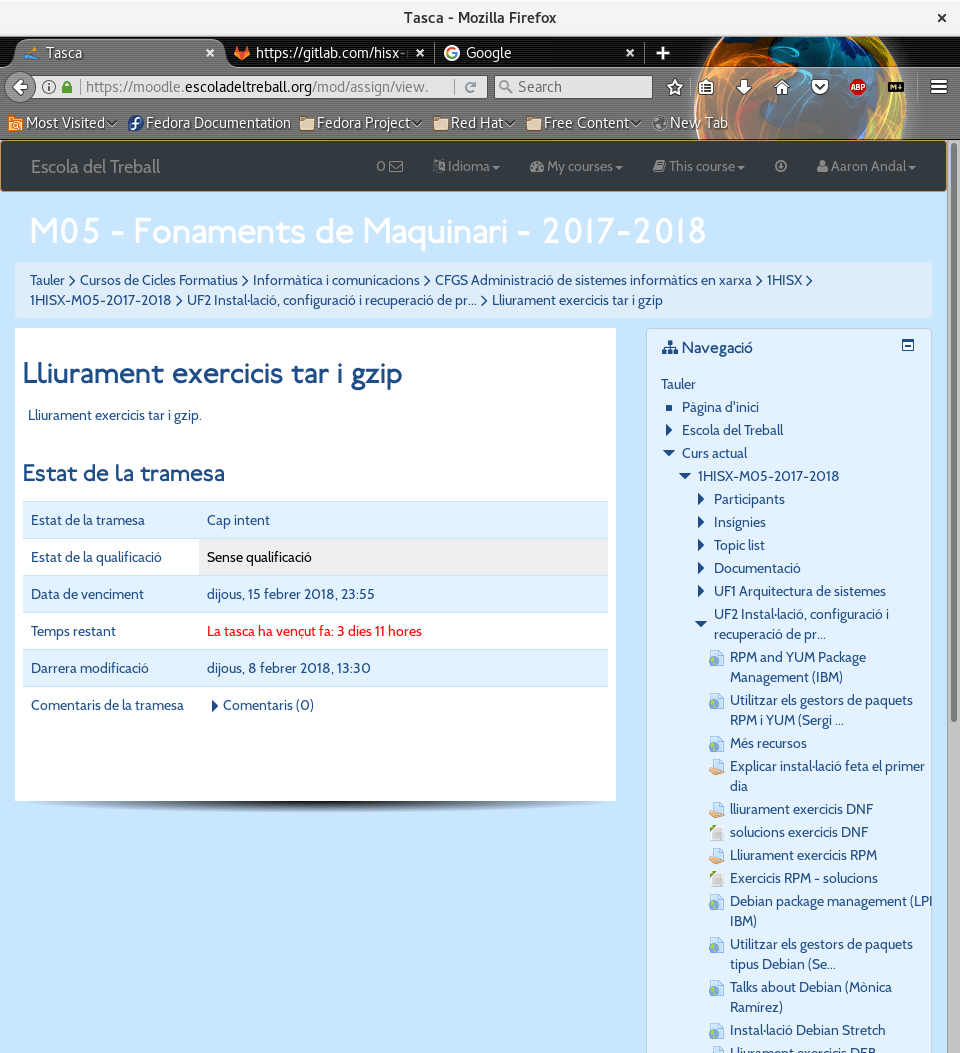 Tasca - Mozilla Firefox
Tasca
https://gitlab.com/hisx-
Google
https://moodle.escoladeltreball.org/mod/assign/view.
Search
ABP
M+
Most Visited
Fedora Documentation
Fedora Project
Red Hat
Free Content
New Tab
Escola del Treball
0
Idioma
My courses
This course
Aaron Andal
M05 - Fonaments de Maquinari - 2017-2018
Tauler > Cursos de Cicles Formatius > Informàtica i comunicacions > CFGS Administració de sistemes informàtics en xarxa > 1HISX >
1HISX-M05-2017-2018 > UF2 Instal·lació, configuració i recuperació de pr... > Lliurament exercicis tar i gzip
Lliurament exercicis tar i gzip
Lliurament exercicis tar i gzip.
Estat de la tramesa
Estat de la tramesa Cap intent
Estat de la qualificació Sense qualificació
Data de venciment dijous, 15 febrer 2018, 23:55
Temps restant La tasca ha vençut fa: 3 dies 11 hores
Darrera modificació dijous, 8 febrer 2018, 13:30
Comentaris de la tramesa Comentaris (0)
Navegació
Tauler
Pàgina d'inici
Escola del Treball
Curs actual
1HISX-M05-2017-2018
Participants
Insígnies
Topic list
Documentació
UF1 Arquitectura de sistemes
UF2 Instal·lació, configuració i
recuperació de pr...
RPM and YUM Package
Management (IBM)
Utilitzar els gestors de paquets
RPM i YUM (Sergi ...
Més recursos
Explicar instal·lació feta el primer
dia
lliurament exercicis DNF
solucions exercicis DNF
Lliurament exercicis RPM
Exercicis RPM - solucions
Debian package management (LPI
IBM)
Utilitzar els gestors de paquets
tipus Debian (Se...
Talks about Debian (Mònica
Ramírez)
Instal·lació Debian Stretch
Lliurament exercicis DEB